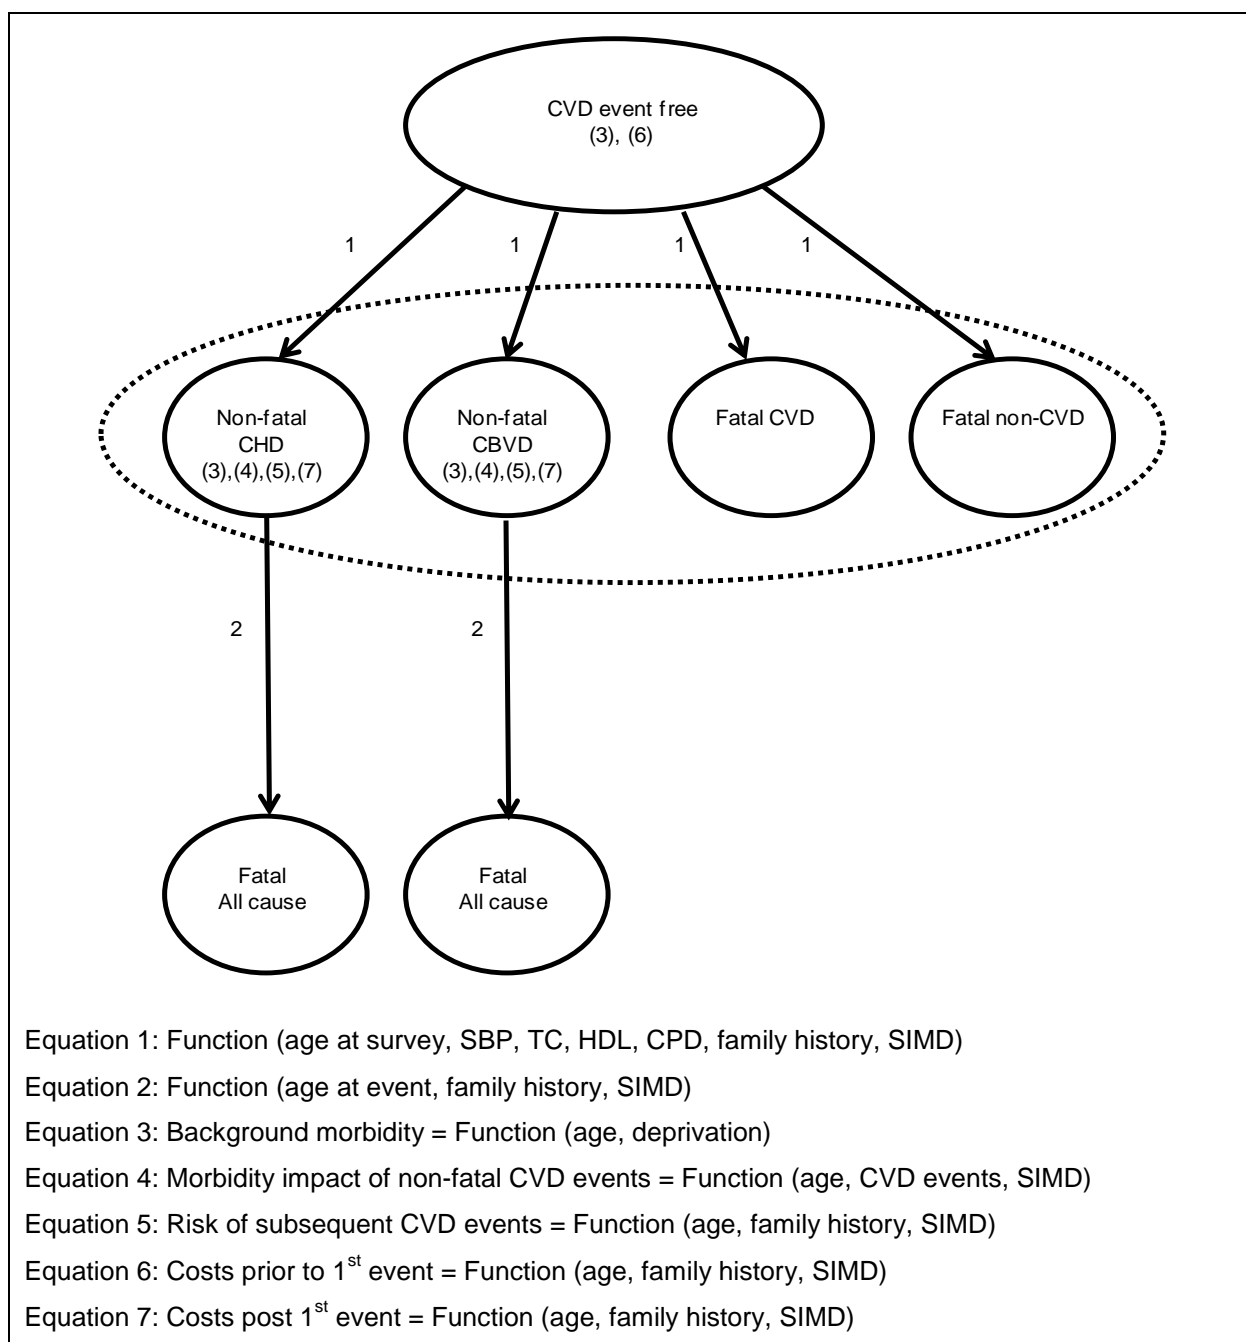 CVD event free
(3), (6)
1
1
1
1
Non-fatal
CHD
(3),(4),(5),(7)
Non-fatal
CBVD
(3),(4),(5),(7)
Fatal CVD
Fatal non-CVD
2
2
Fatal
All cause
Fatal
All cause
Equation 1: Function (age at survey, SBP, TC, HDL, CPD, family history, SIMD)
Equation 2: Function (age at event, family history, SIMD)
Equation 3: Background morbidity = Function (age, deprivation)
Equation 4: Morbidity impact of non-fatal CVD events = Function (age, CVD events, SIMD)
Equation 5: Risk of subsequent CVD events = Function (age, family history, SIMD)
Equation 6: Costs prior to 1st event = Function (age, family history, SIMD)
Equation 7: Costs post 1st event = Function (age, family history, SIMD)